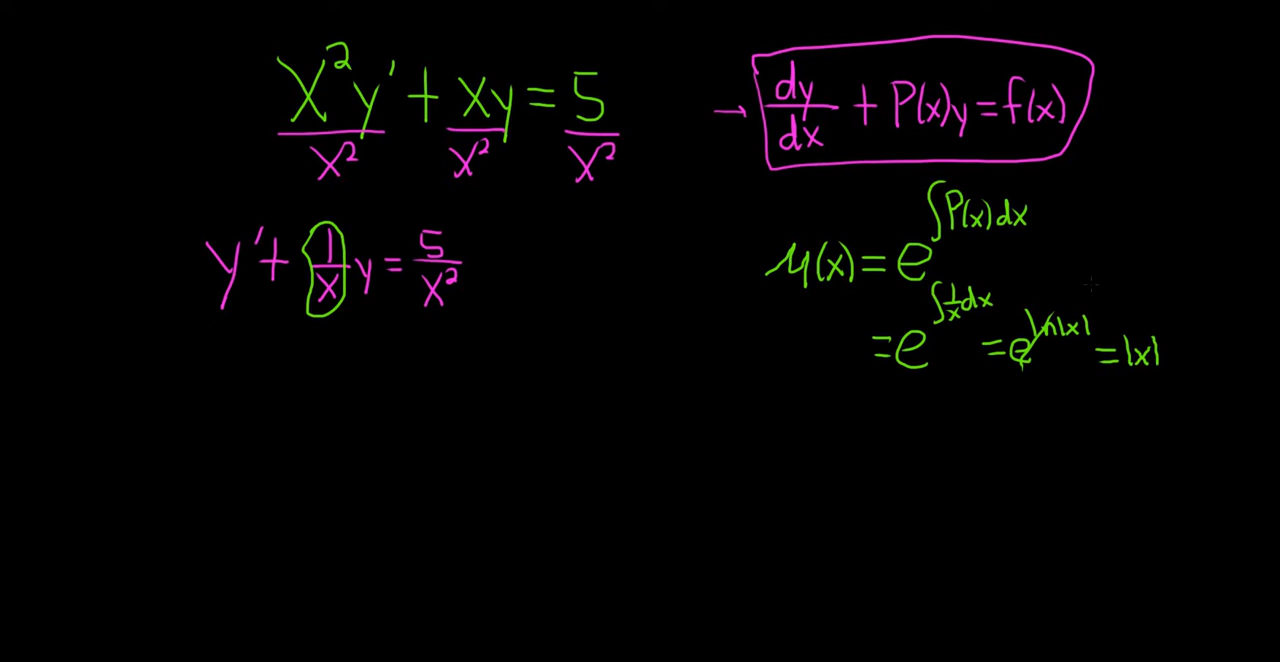 x²y' + xy = 5
x² x² x²
y' + 1/x y = 5/x²
→ dy/dx + P(x)y = f(x)
μ(x) = e^∫P(x)dx
= e^∫1/x dx = e^ln|x| = |x|